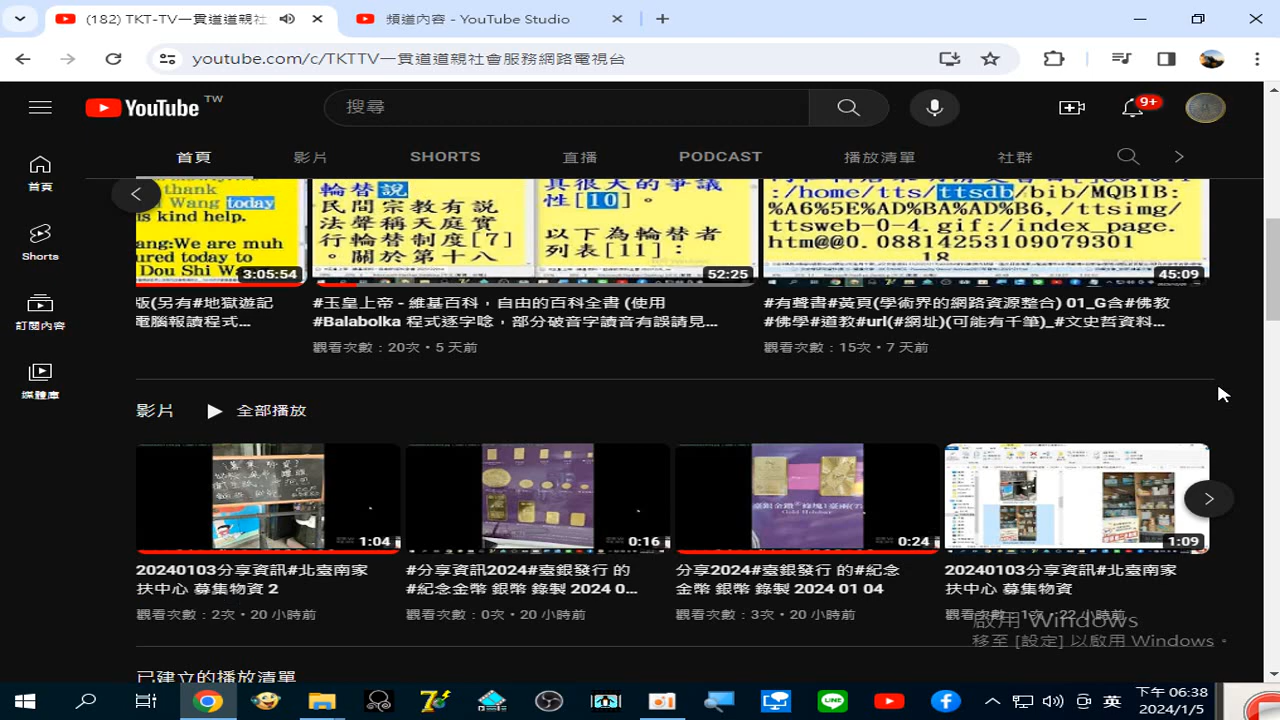 (182) TKT-TV一貫道道親社
頻道內容 - YouTube Studio
youtube.com/c/TKTTV一貫道道親社會服務網路電視台
YouTube TW
搜尋
9+
首頁 影片 SHORTS 直播 PODCAST 播放清單 社群
首頁
Shorts
訂閱內容
媒體庫
thank
Wang today
is kind help.
ang:We are muh
ured today to
Dou Shi Wa
3:05:54
輪替說
民間宗教有說
法聲稱天庭實
行輪替制度[7]
。關於第十八
具很大的爭議
性[10]。
以下為輪替者
列表[11]：
52:25
:/home/tts/ttsdb/bib/MQBIB:
%A6%5E%AD%BA%AD%B6,/ttsimg/
ttsweb-0-4.gif:/index_page.
htm@@0.08814253109079301
18
45:09
版(另有#地獄遊記
電腦報讀程式...
#玉皇上帝 - 維基百科，自由的百科全書 (使用
#Balabolka 程式逐字唸，部分破音字讀音有誤請見...
觀看次數：20次・5 天前
#有聲書#黃頁(學術界的網路資源整合) 01_G含#佛教
#佛學#道教#url(#網址)(可能有千筆)_#文史哲資料...
觀看次數：15次・7 天前
影片 全部播放
1:04
0:16
0:24
1:09
20240103分享資訊#北臺南家
扶中心 募集物資 2
觀看次數：2次・20 小時前
#分享資訊2024#臺銀發行 的
#紀念金幣 銀幣 錄製 2024 0...
觀看次數：0次・20 小時前
分享2024#臺銀發行 的#紀念
金幣 銀幣 錄製 2024 01 04
觀看次數：3次・20 小時前
20240103分享資訊#北臺南家
扶中心 募集物資
觀看次數：1次・22 小時前
啟用 Windows
移至 [設定] 以啟用 Windows。
已建立的播放清單
英
下午 06:38
2024/1/5